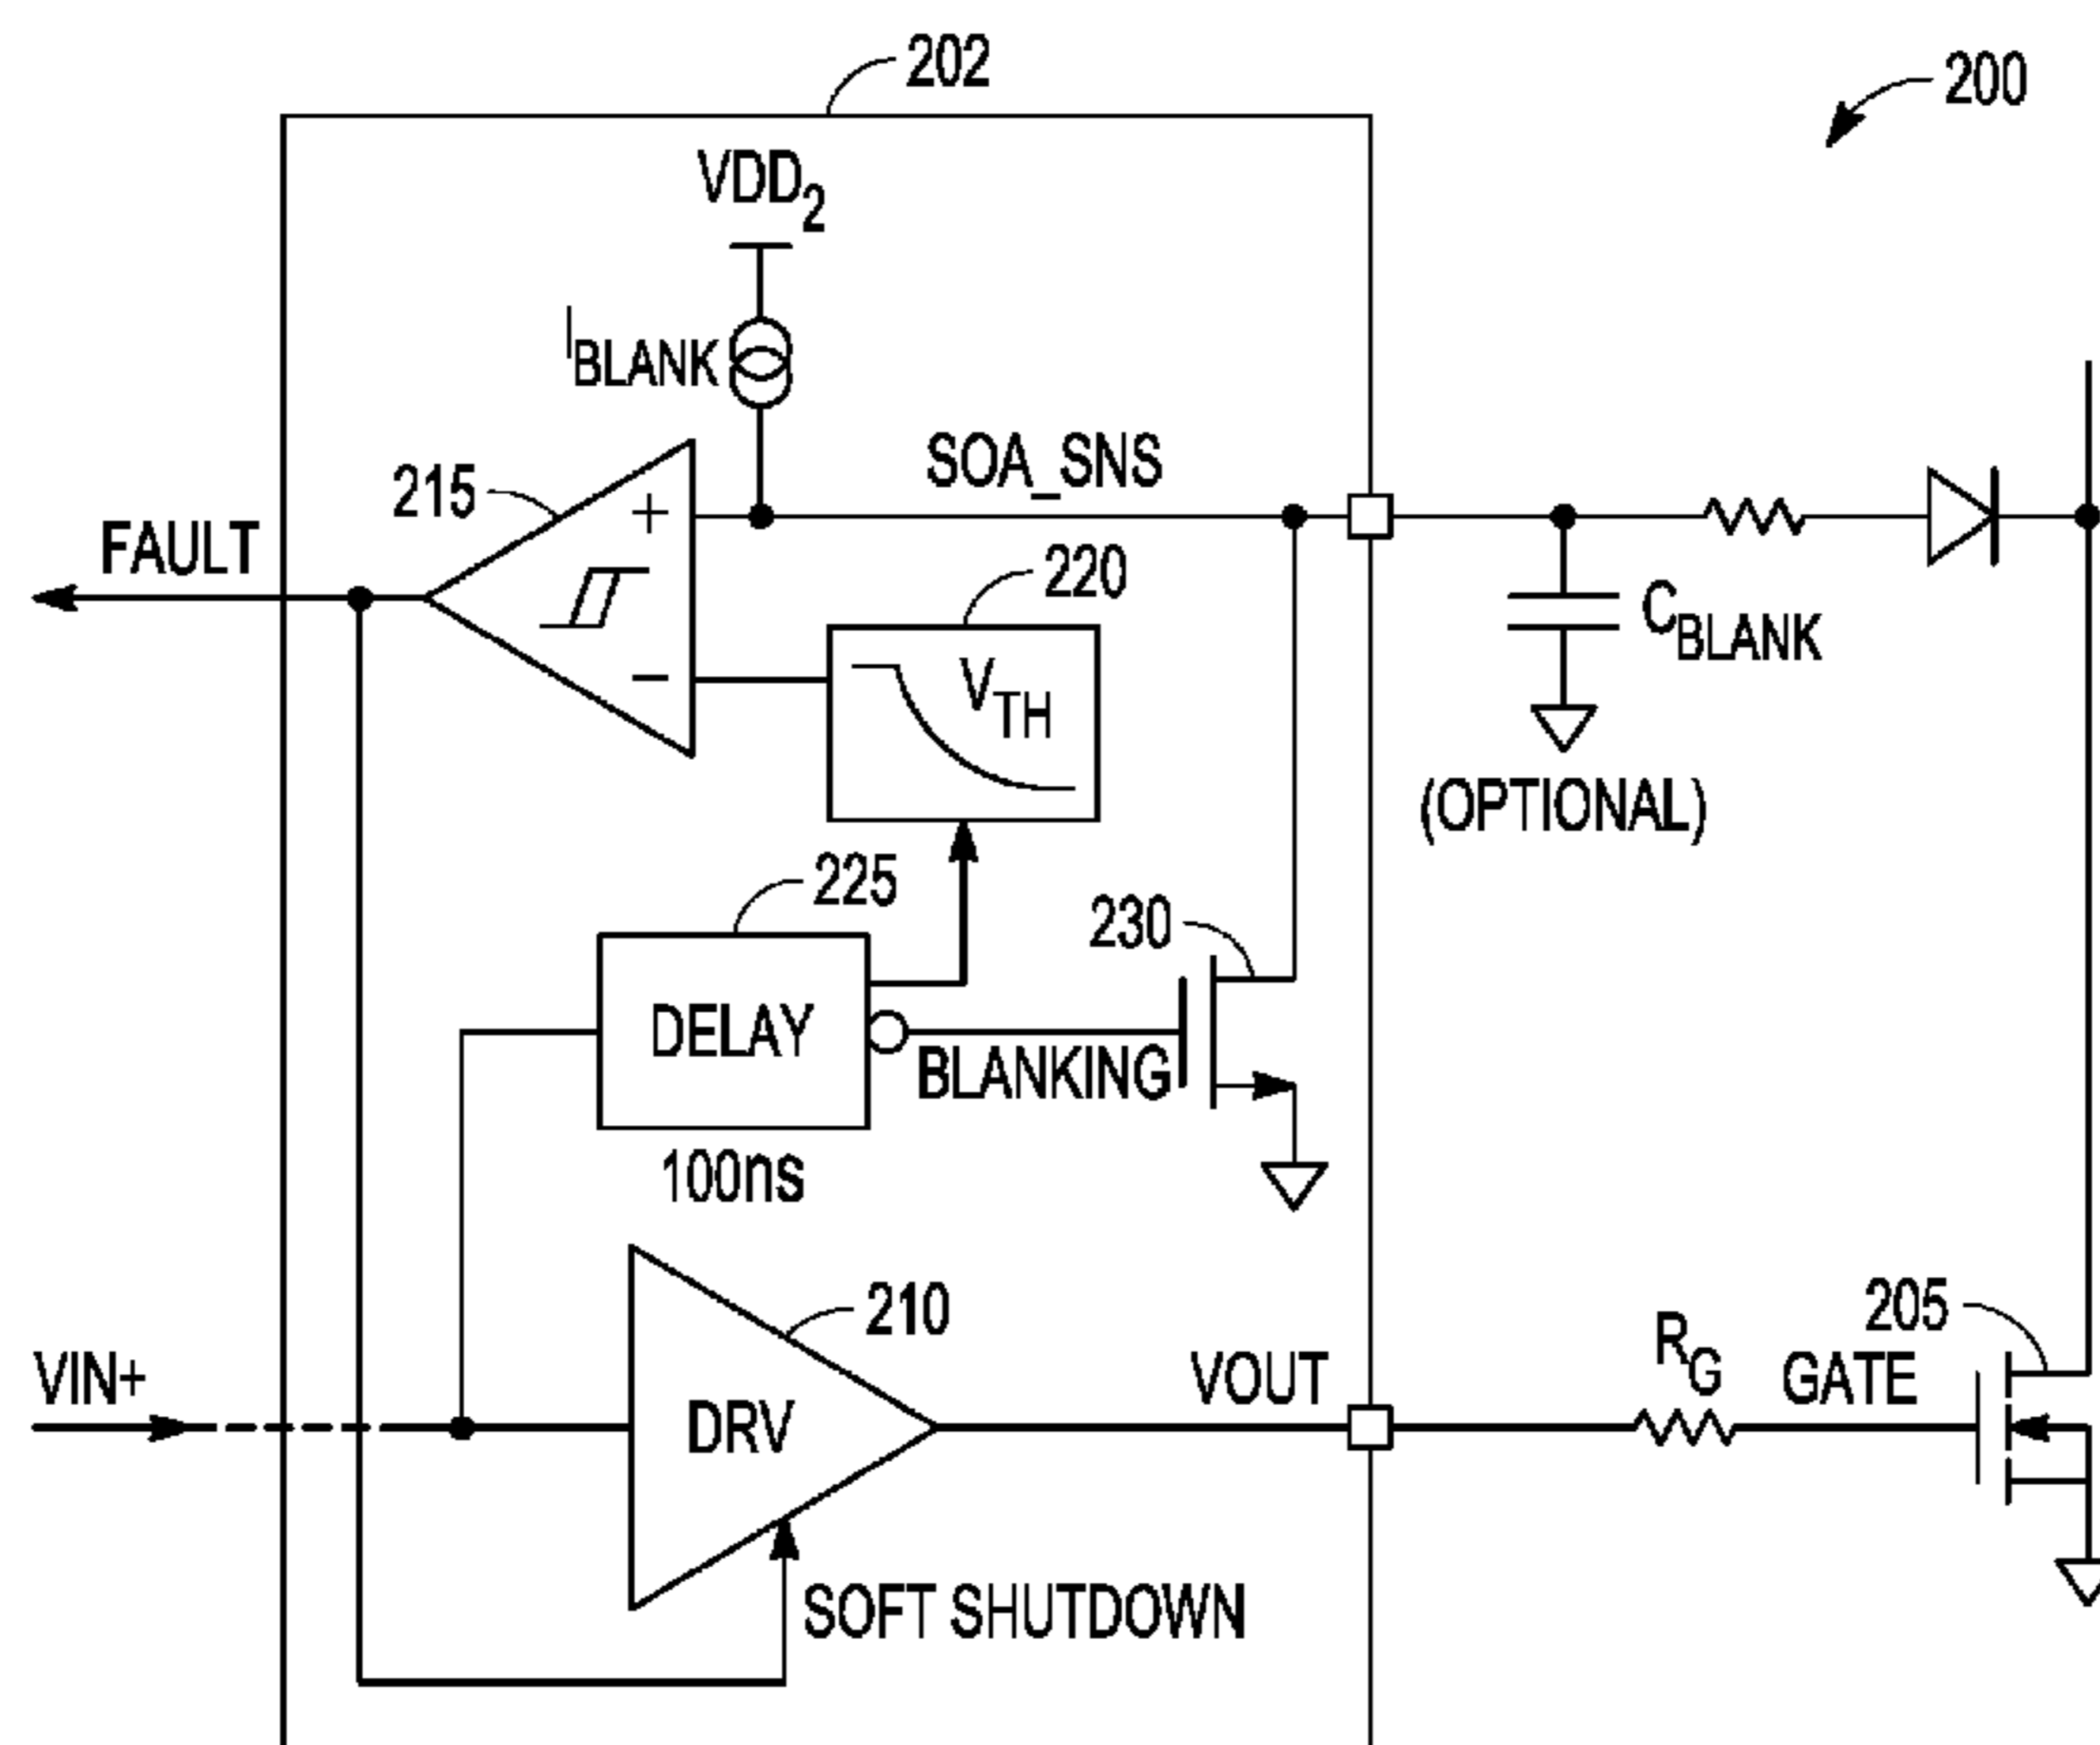 202
200
VDD2
IBLANK
SOA_SNS
215
+
FAULT
220
CBLANK
VTH
−
(OPTIONAL)
225
230
DELAY
BLANKING
100ns
210
205
RG
VIN+
VOUT
GATE
DRV
SOFT SHUTDOWN